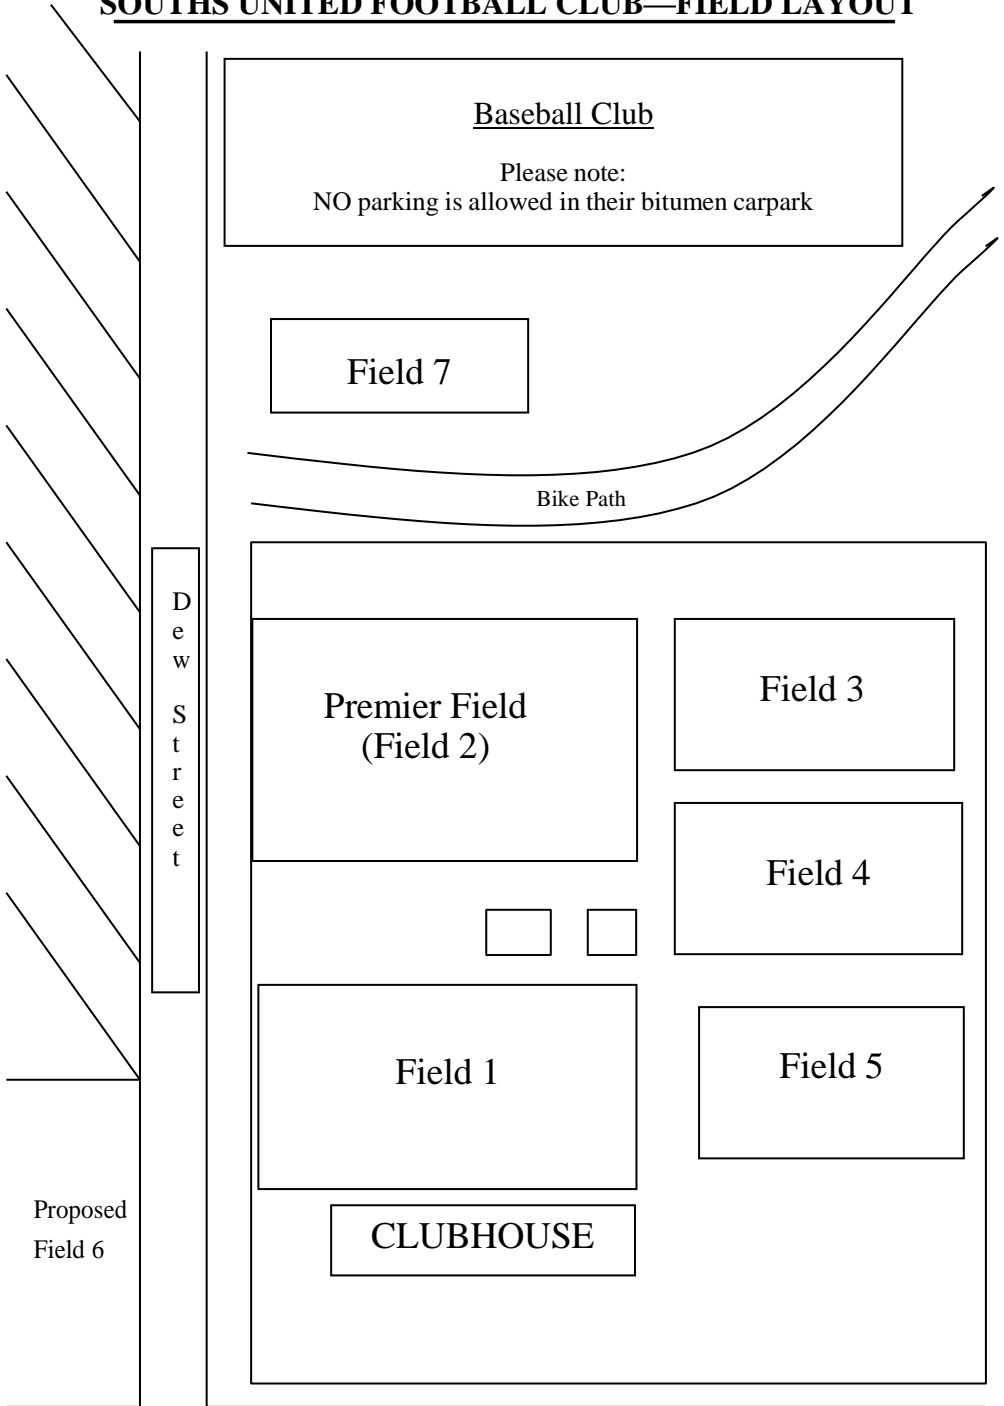 SOUTHS UNITED FOOTBALL CLUB—FIELD LAYOUT
Baseball Club
Please note:
NO parking is allowed in their bitumen carpark
Field 7
Bike Path
Dew Street
Premier Field
(Field 2)
Field 3
Field 4
Field 1
Field 5
Proposed
Field 6
CLUBHOUSE